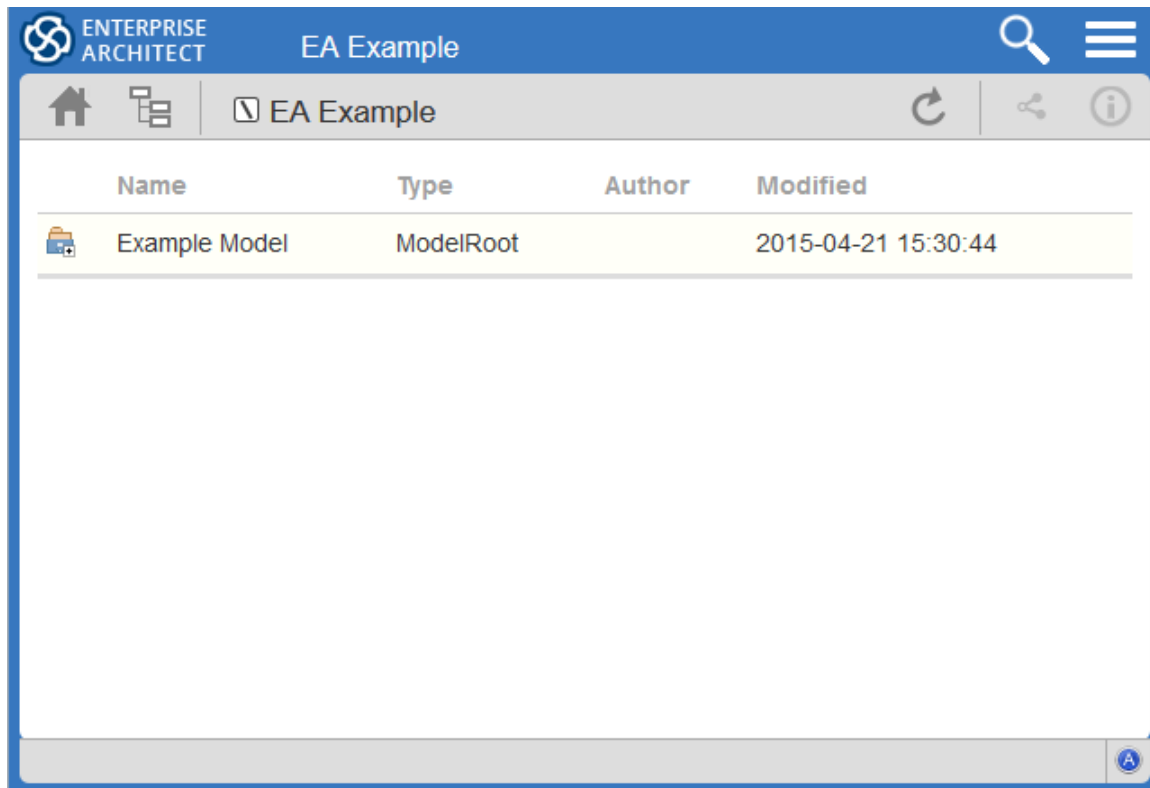 ENTERPRISE
ARCHITECT
EA Example
EA Example
Name Type Author Modified
Example Model ModelRoot 2015-04-21 15:30:44
A